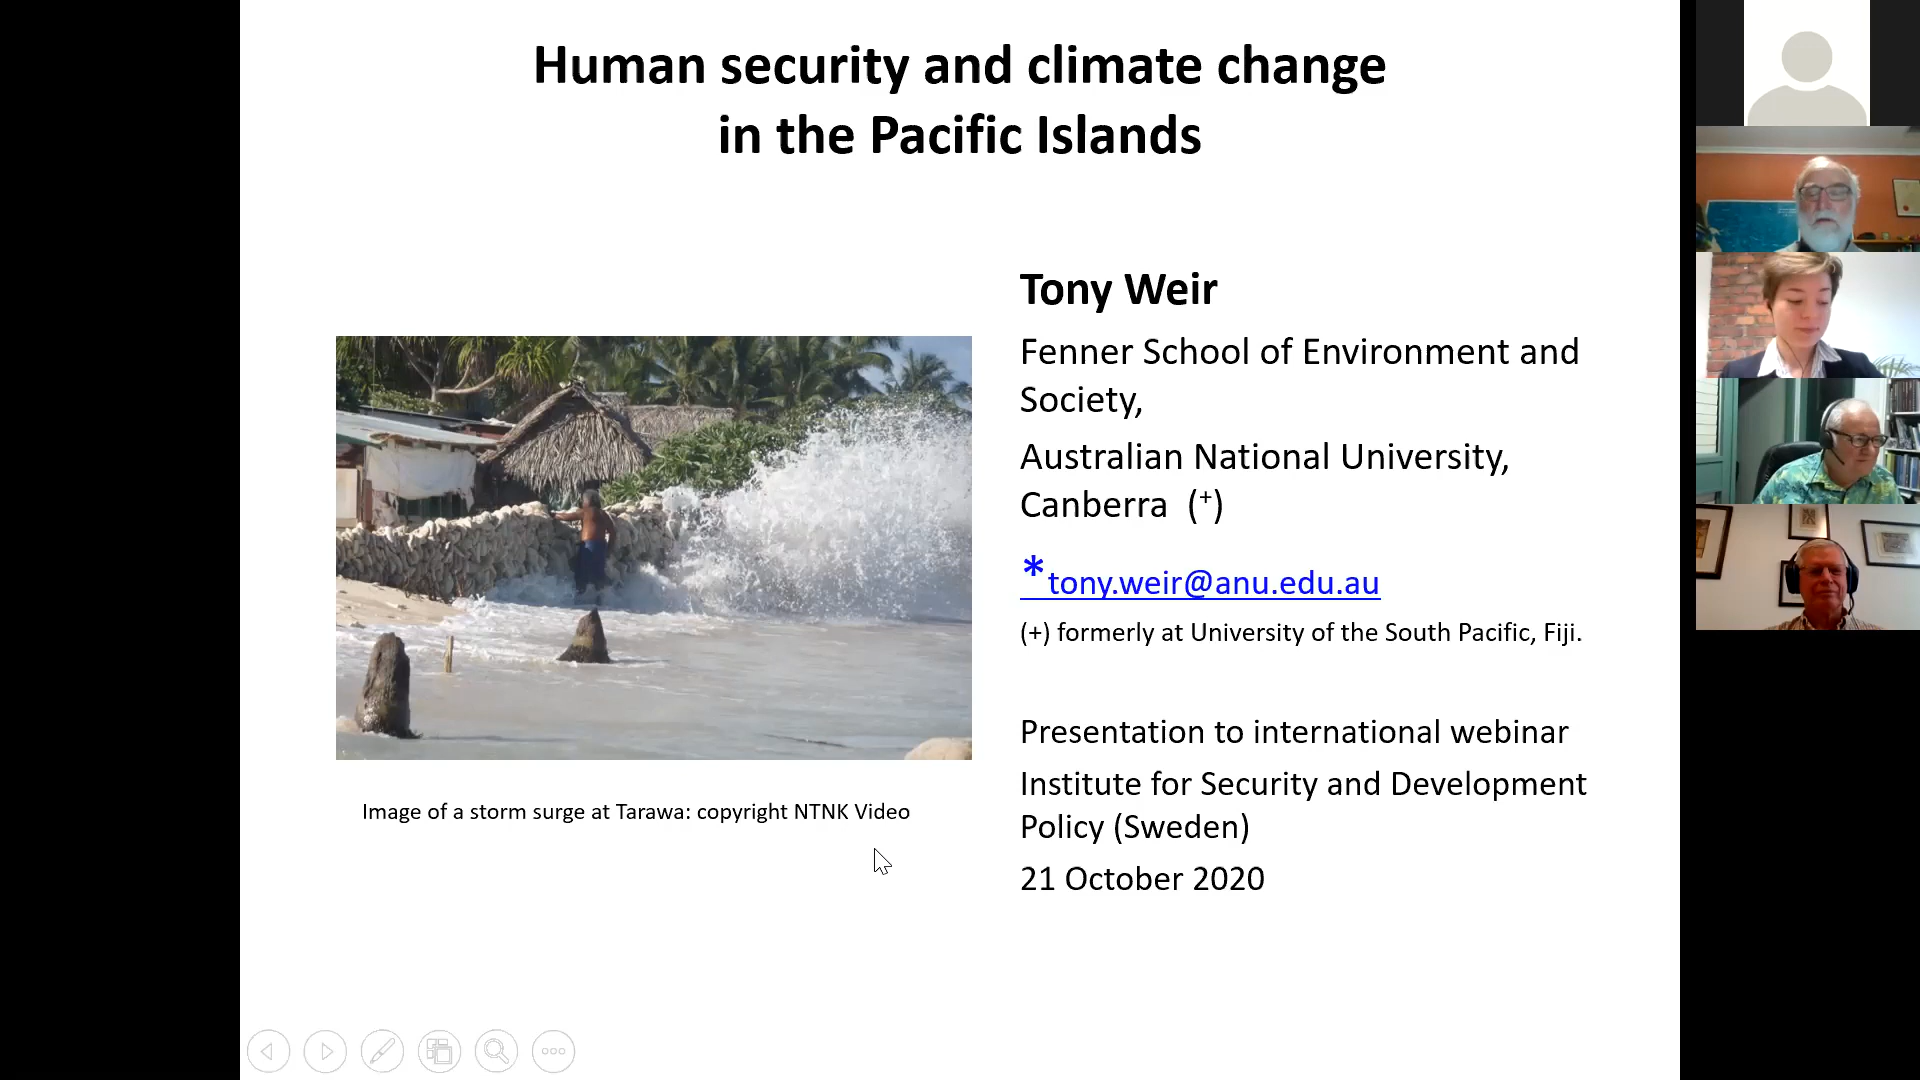 Human security and climate change
in the Pacific Islands
Tony Weir
Fenner School of Environment and
Society,
Australian National University,
Canberra (+)
*tony.weir@anu.edu.au
(+) formerly at University of the South Pacific, Fiji.
Presentation to international webinar
Institute for Security and Development
Policy (Sweden)
21 October 2020
Image of a storm surge at Tarawa: copyright NTNK Video